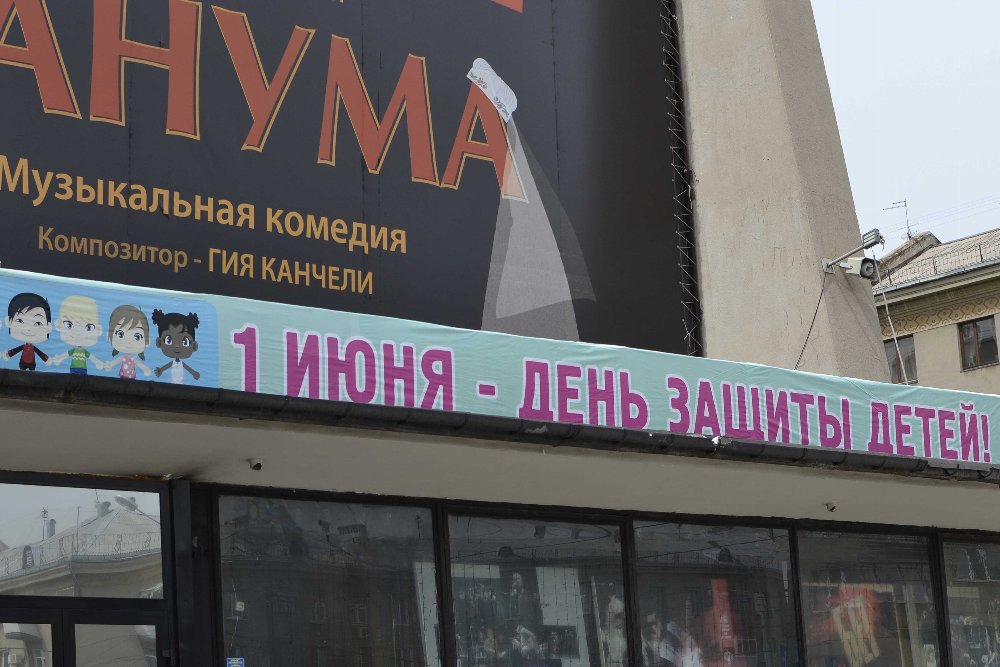 АНУМА
Музыкальная комедия
Композитор - ГИЯ КАНЧЕЛИ
1 ИЮНЯ - ДЕНЬ ЗАЩИТЫ ДЕТЕЙ!